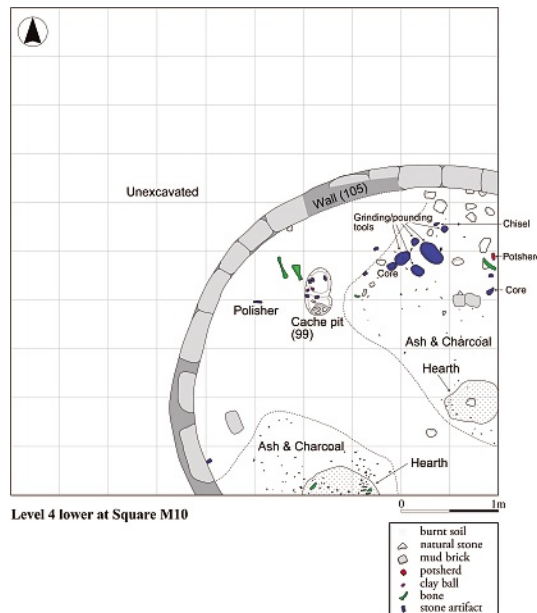 Unexcavated
Wall (105)
Grinding/pounding
tools
Chisel
Potsherd
Core
Core
Polisher
Cache pit
(99)
Ash & Charcoal
Hearth
Ash & Charcoal
Hearth
Level 4 lower at Square M10
0 1m
burnt soil
natural stone
mud brick
potsherd
clay ball
bone
stone artifact